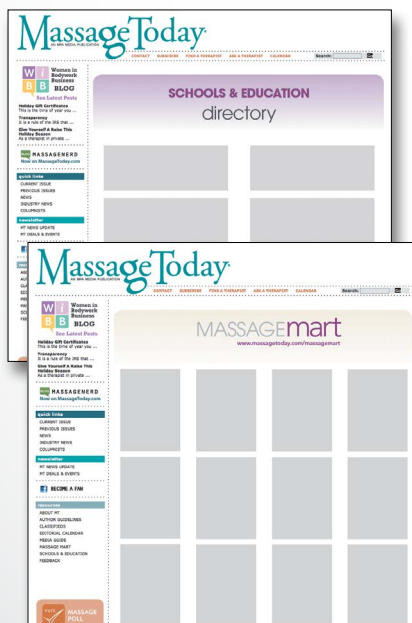 MassageToday
AN MPA MEDIA PUBLICATION
CONTACT SUBSCRIBE FIND A THERAPIST ASK A THERAPIST CALENDAR Search:
Wi BB
Women in
Bodywork
Business
BLOG
See Latest Posts
Holiday Gift Certificates
This is the time of year you ...
Transparency
It is a rule of the IRS that ...
Give Yourself A Raise This
Holiday Season
As a therapist in private ...
MASSAGENERD
Now on MassageToday.com
quick links
CURRENT ISSUE
PREVIOUS ISSUES
NEWS
INDUSTRY NEWS
COLUMNISTS
newsletter
MT NEWS UPDATE
MT DEALS & EVENTS
SCHOOLS & EDUCATION
directory
MassageToday
AN MPA MEDIA PUBLICATION
CONTACT SUBSCRIBE FIND A THERAPIST ASK A THERAPIST CALENDAR Search:
Wi BB
Women in
Bodywork
Business
BLOG
See Latest Posts
Holiday Gift Certificates
This is the time of year you ...
Transparency
It is a rule of the IRS that ...
Give Yourself A Raise This
Holiday Season
As a therapist in private ...
MASSAGENERD
Now on MassageToday.com
quick links
CURRENT ISSUE
PREVIOUS ISSUES
NEWS
INDUSTRY NEWS
COLUMNISTS
newsletter
MT NEWS UPDATE
MT DEALS & EVENTS
BECOME A FAN
resources
ABOUT MT
AUTHOR GUIDELINES
CLASSIFIEDS
EDITORIAL CALENDAR
MEDIA GUIDE
MASSAGE MART
SCHOOLS & EDUCATION
FEEDBACK
VOTE
MASSAGE
POLL
MASSAGEmart
www.massagetoday.com/massagemart